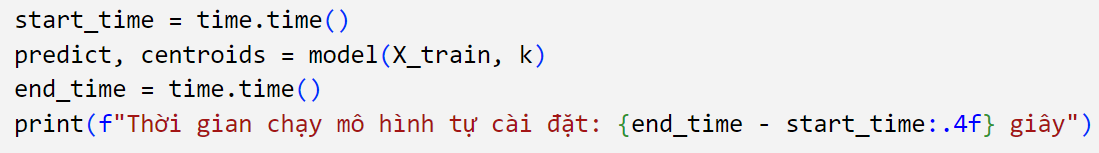 start_time = time.time()
predict, centroids = model(X_train, k)
end_time = time.time()
print(f"Thời gian chạy mô hình tự cài đặt: {end_time - start_time:.4f} giây")